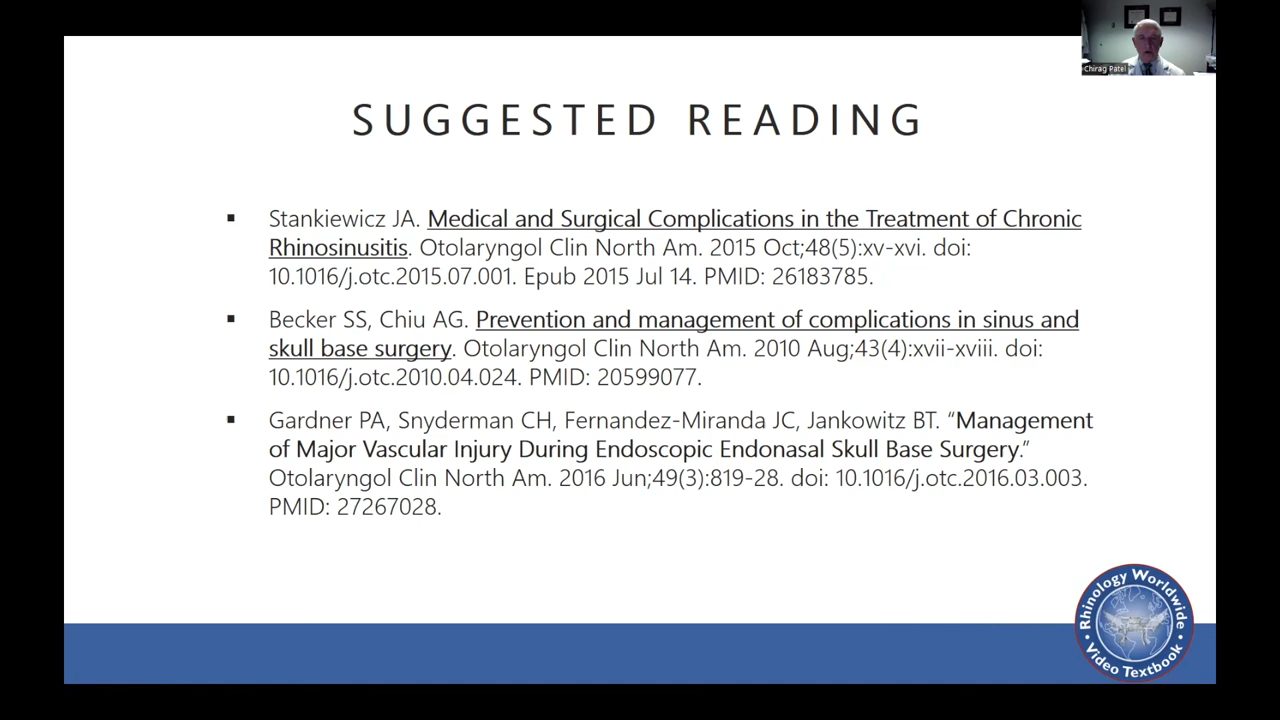 Chirag Patel
SUGGESTED READING
▪ Stankiewicz JA. Medical and Surgical Complications in the Treatment of Chronic
Rhinosinusitis. Otolaryngol Clin North Am. 2015 Oct;48(5):xv-xvi. doi:
10.1016/j.otc.2015.07.001. Epub 2015 Jul 14. PMID: 26183785.
▪ Becker SS, Chiu AG. Prevention and management of complications in sinus and
skull base surgery. Otolaryngol Clin North Am. 2010 Aug;43(4):xvii-xviii. doi:
10.1016/j.otc.2010.04.024. PMID: 20599077.
▪ Gardner PA, Snyderman CH, Fernandez-Miranda JC, Jankowitz BT. “Management
of Major Vascular Injury During Endoscopic Endonasal Skull Base Surgery.”
Otolaryngol Clin North Am. 2016 Jun;49(3):819-28. doi: 10.1016/j.otc.2016.03.003.
PMID: 27267028.
Rhinology Worldwide
• Video Textbook •